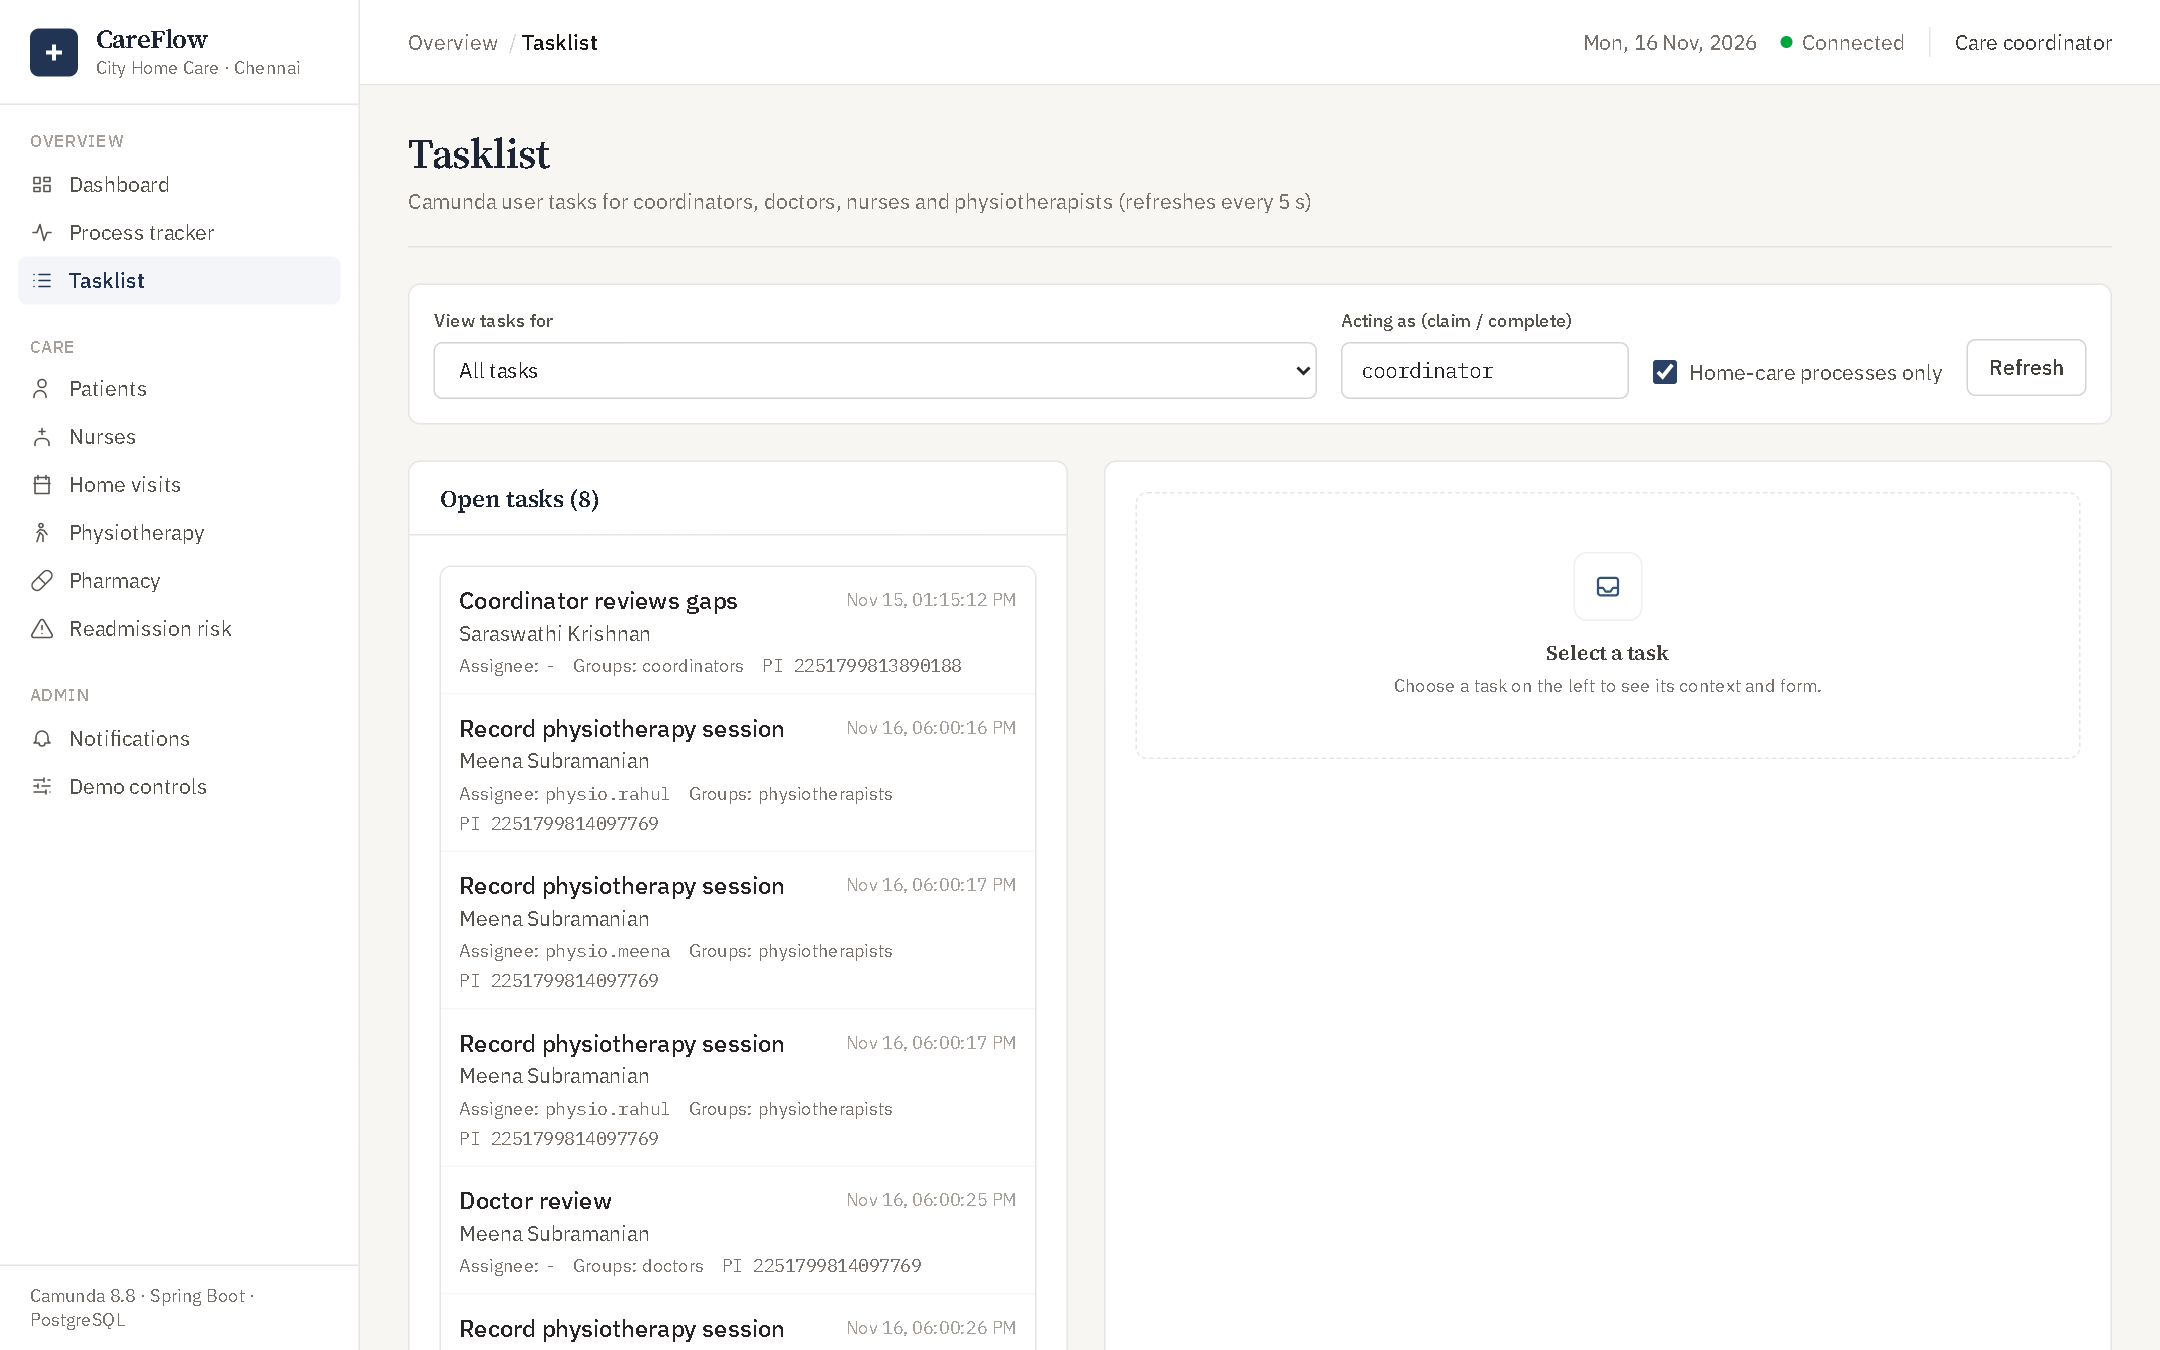 CareFlow
City Home Care · Chennai
OVERVIEW
Dashboard
Process tracker
Tasklist
CARE
Patients
Nurses
Home visits
Physiotherapy
Pharmacy
Readmission risk
ADMIN
Notifications
Demo controls
Camunda 8.8 · Spring Boot ·
PostgreSQL
Overview / Tasklist
Mon, 16 Nov, 2026 Connected Care coordinator
Tasklist
Camunda user tasks for coordinators, doctors, nurses and physiotherapists (refreshes every 5 s)
View tasks for
All tasks
Acting as (claim / complete)
coordinator
Home-care processes only
Refresh
Open tasks (8)
Coordinator reviews gaps Nov 15, 01:15:12 PM
Saraswathi Krishnan
Assignee: - Groups: coordinators PI 2251799813890188
Record physiotherapy session Nov 16, 06:00:16 PM
Meena Subramanian
Assignee: physio.rahul Groups: physiotherapists
PI 2251799814097769
Record physiotherapy session Nov 16, 06:00:17 PM
Meena Subramanian
Assignee: physio.meena Groups: physiotherapists
PI 2251799814097769
Record physiotherapy session Nov 16, 06:00:17 PM
Meena Subramanian
Assignee: physio.rahul Groups: physiotherapists
PI 2251799814097769
Doctor review Nov 16, 06:00:25 PM
Meena Subramanian
Assignee: - Groups: doctors PI 2251799814097769
Record physiotherapy session Nov 16, 06:00:26 PM
Select a task
Choose a task on the left to see its context and form.